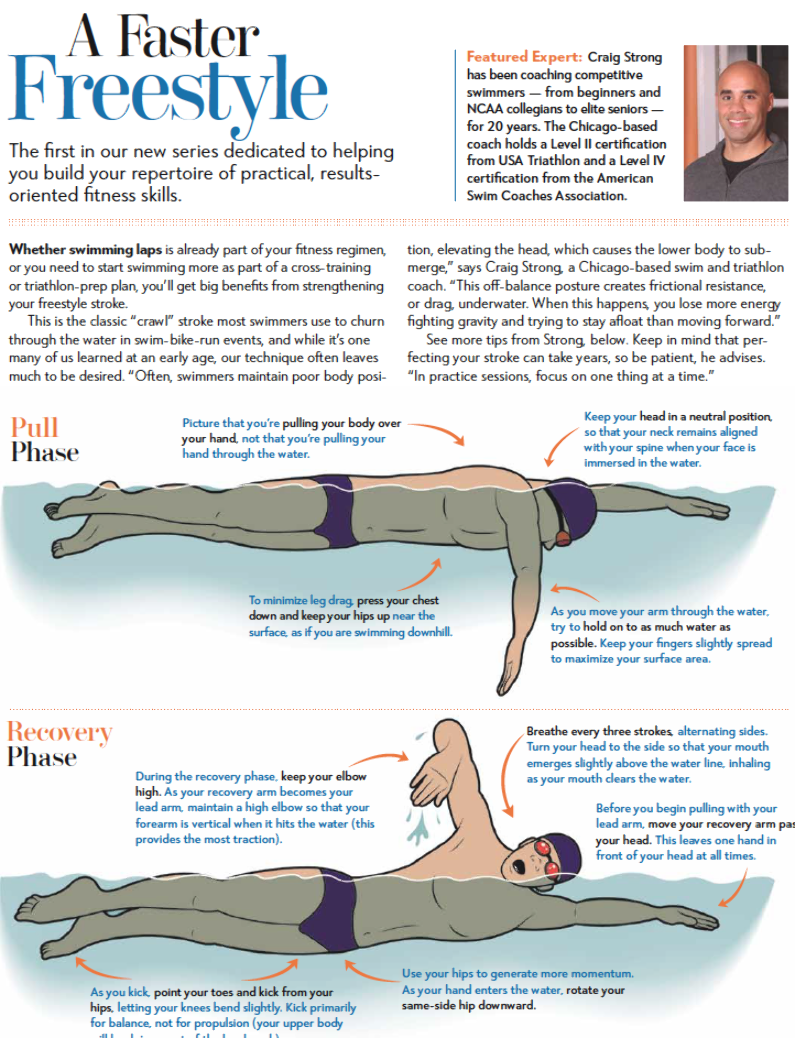 A Faster
Freestyle
The first in our new series dedicated to helping
you build your repertoire of practical, results-
oriented fitness skills.
Featured Expert: Craig Strong
has been coaching competitive
swimmers — from beginners and
NCAA collegians to elite seniors —
for 20 years. The Chicago-based
coach holds a Level II certification
from USA Triathlon and a Level IV
certification from the American
Swim Coaches Association.
Whether swimming laps is already part of your fitness regimen,
or you need to start swimming more as part of a cross-training
or triathlon-prep plan, you'll get big benefits from strengthening
your freestyle stroke.
This is the classic "crawl" stroke most swimmers use to churn
through the water in swim-bike-run events, and while it's one
many of us learned at an early age, our technique often leaves
much to be desired. "Often, swimmers maintain poor body posi-
tion, elevating the head, which causes the lower body to sub-
merge," says Craig Strong, a Chicago-based swim and triathlon
coach. "This off-balance posture creates frictional resistance,
or drag, underwater. When this happens, you lose more energy
fighting gravity and trying to stay afloat than moving forward."
See more tips from Strong, below. Keep in mind that per-
fecting your stroke can take years, so be patient, he advises.
"In practice sessions, focus on one thing at a time."
Pull
Phase
Picture that you're pulling your body over
your hand, not that you're pulling your
hand through the water.
Keep your head in a neutral position,
so that your neck remains aligned
with your spine when your face is
immersed in the water.
To minimize leg drag, press your chest
down and keep your hips up near the
surface, as if you are swimming downhill.
As you move your arm through the water,
try to hold on to as much water as
possible. Keep your fingers slightly spread
to maximize your surface area.
Recovery
Phase
During the recovery phase, keep your elbow
high. As your recovery arm becomes your
lead arm, maintain a high elbow so that your
forearm is vertical when it hits the water (this
provides the most traction).
Breathe every three strokes, alternating sides.
Turn your head to the side so that your mouth
emerges slightly above the water line, inhaling
as your mouth clears the water.
Before you begin pulling with your
lead arm, move your recovery arm pas
your head. This leaves one hand in
front of your head at all times.
As you kick, point your toes and kick from your
hips, letting your knees bend slightly. Kick primarily
for balance, not for propulsion (your upper body
Use your hips to generate more momentum.
As your hand enters the water, rotate your
same-side hip downward.